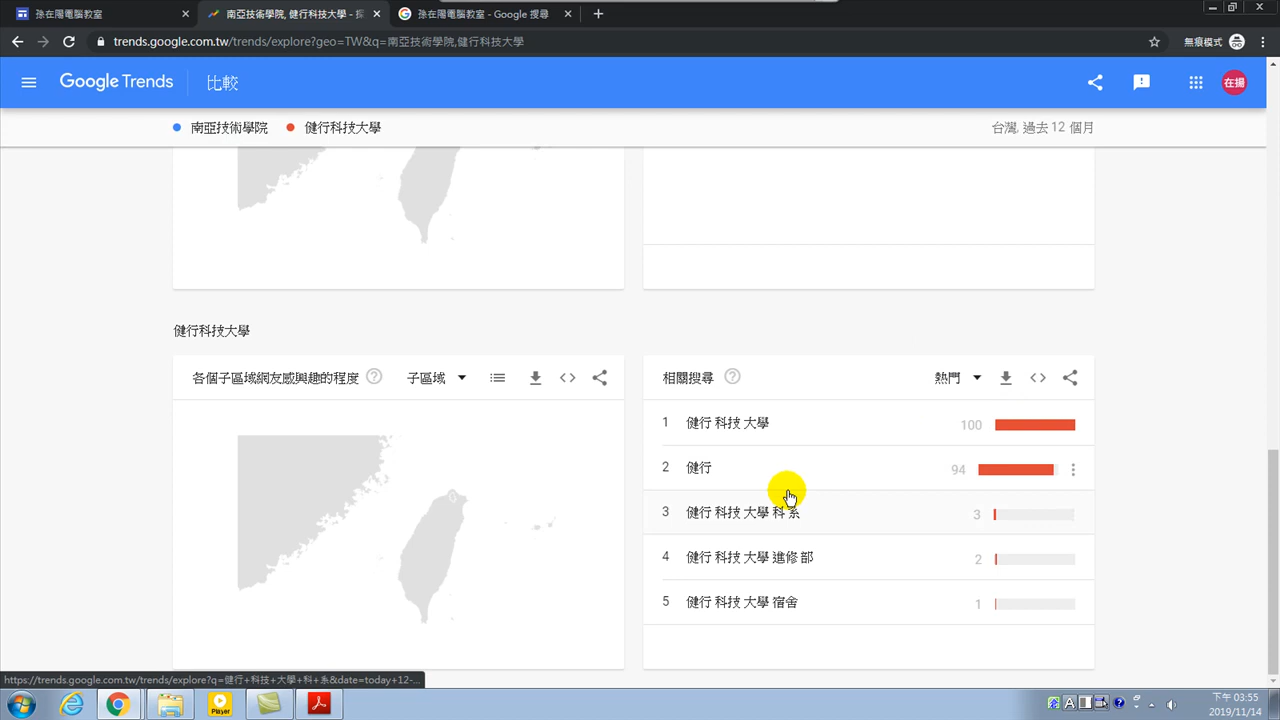 孫在陽電腦教室
南亞技術學院, 健行科技大學 - 探
孫在陽電腦教室 - Google 搜尋
trends.google.com.tw/trends/explore?geo=TW&q=南亞技術學院,健行科技大學
無痕模式
Google Trends
比較
在揚
南亞技術學院
健行科技大學
台灣, 過去 12 個月
健行科技大學
各個子區域網友感興趣的程度
子區域
相關搜尋
熱門
1 健行 科技 大學 100
2 健行 94
3 健行 科技 大學 科 系 3
4 健行 科技 大學 進修 部 2
5 健行 科技 大學 宿舍 1
https://trends.google.com.tw/trends/explore?q=健行+科技+大學+科+系&date=today+12-...
Player
A
下午 03:55
2019/11/14